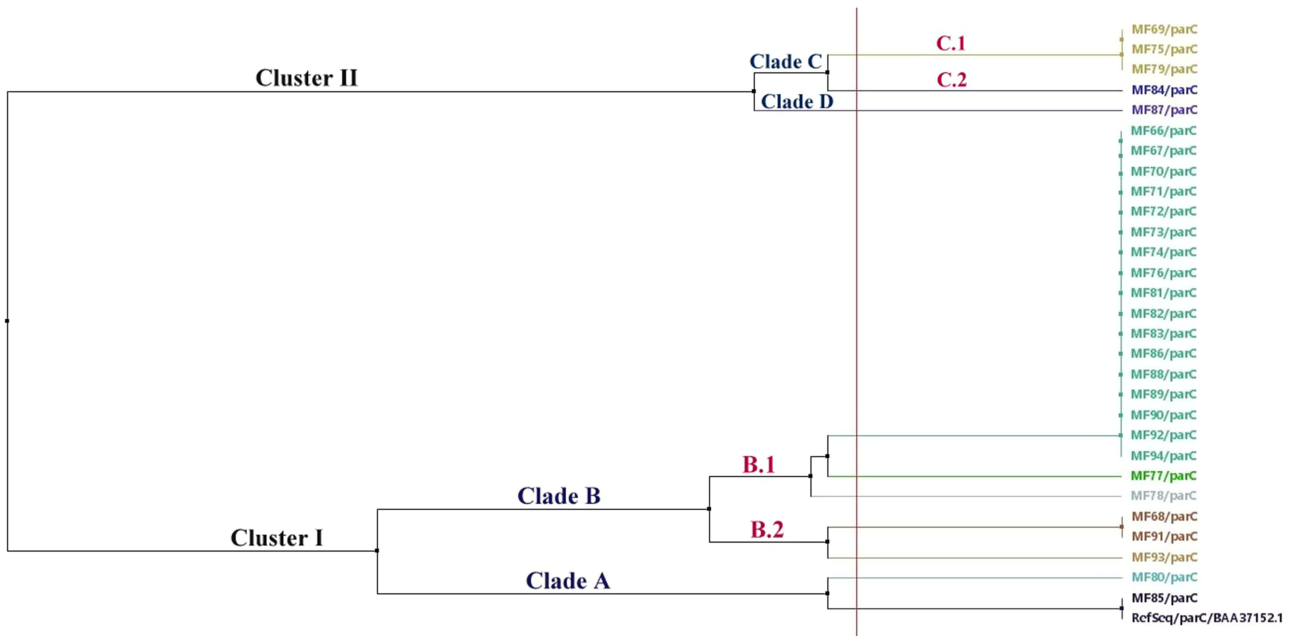 MF69/parC
C.1
MF75/parC
Clade C
MF79/parC
Cluster II
C.2
MF84/parC
Clade D
MF87/parC
MF66/parC
MF67/parC
MF70/parC
MF71/parC
MF72/parC
MF73/parC
MF74/parC
MF76/parC
MF81/parC
MF82/parC
MF83/parC
MF86/parC
MF88/parC
MF89/parC
MF90/parC
MF92/parC
MF94/parC
B.1
MF77/parC
Clade B
MF78/parC
MF68/parC
B.2
Cluster I
MF91/parC
MF93/parC
Clade A
MF80/parC
MF85/parC
RefSeq/parC/BAA37152.1